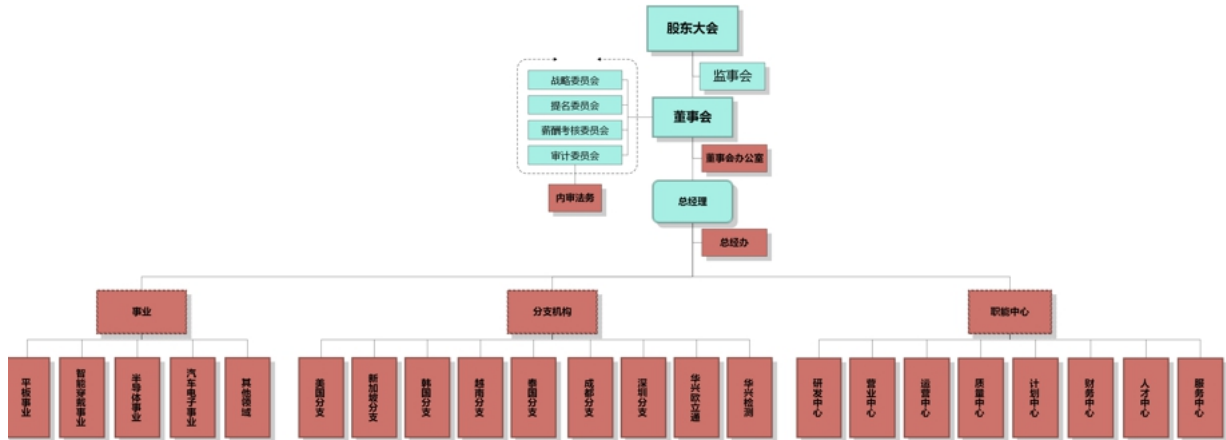 股东大会
监事会
战略委员会
提名委员会
薪酬考核委员会
审计委员会
董事会
董事会办公室
内审法务
总经理
总经办
事业
分支机构
职能中心
平板事业
智能穿戴事业
半导体事业
汽车电子事业
其他领域
美国分支
新加坡分支
韩国分支
越南分支
泰国分支
成都分支
深圳分支
华兴欧立通
华兴检测
研发中心
营业中心
运营中心
质量中心
计划中心
财务中心
人才中心
服务中心